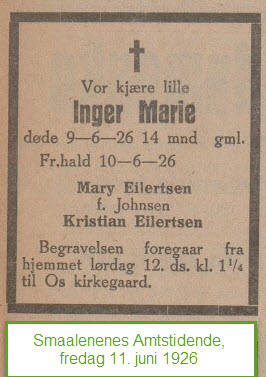 Vor kjære lille
Inger Marie
døde 9-6-26 14 mnd gml.
Fr.hald 10-6-26
Mary Eilertsen
f. Johnsen
Kristian Eilertsen
Begravelsen foregaar fra
hjemmet lørdag 12. ds. kl. 1¼
til Os kirkegaard.
Smaalenenes Amtstidende,
fredag 11. juni 1926